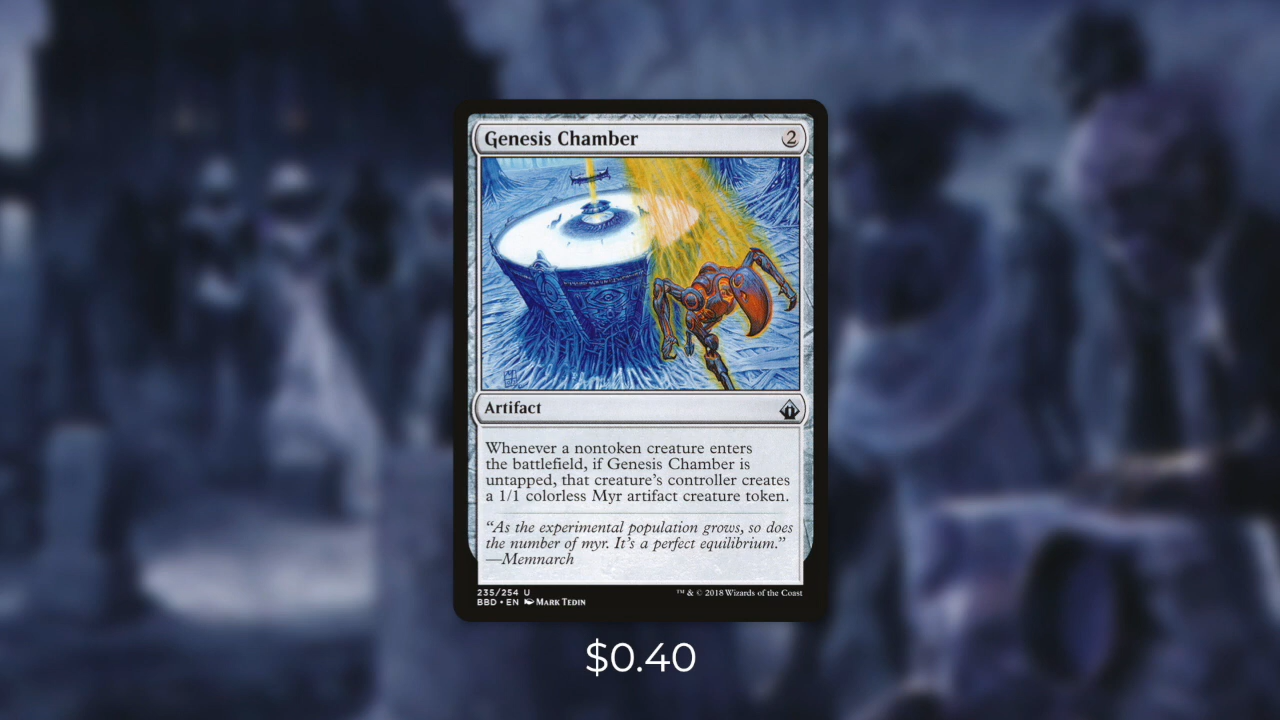 Genesis Chamber 2
Artifact
Whenever a nontoken creature enters
the battlefield, if Genesis Chamber is
untapped, that creature's controller creates
a 1/1 colorless Myr artifact creature token.
"As the experimental population grows, so does
the number of myr. It's a perfect equilibrium."
—Memnarch
235/254 U
BBD • EN Mark Tedin
™ & © 2018 Wizards of the Coast
$0.40